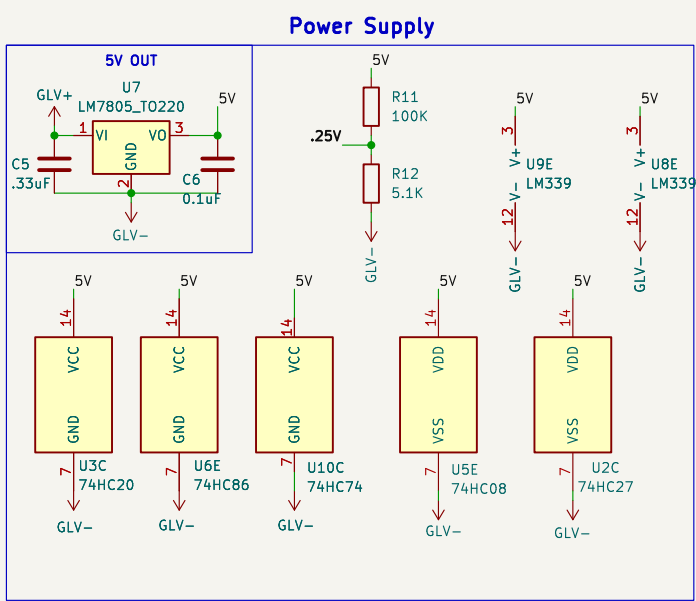 Power Supply
5V OUT
U7
LM7805_TO220
GLV+
5V
1 VI VO 3
GND
2
C5
.33uF
C6
0.1uF
GLV-
5V
R11
100K
.25V
R12
5.1K
GLV-
5V
3
V+
U9E
LM339
V-
12
GLV-
5V
3
V+
U8E
LM339
V-
12
GLV-
5V
14
VCC
GND
7
U3C
74HC20
GLV-
5V
14
VCC
GND
7
U6E
74HC86
GLV-
5V
14
VCC
GND
7
U10C
74HC74
GLV-
5V
14
VDD
VSS
7
U5E
74HC08
GLV-
5V
14
VDD
VSS
7
U2C
74HC27
GLV-